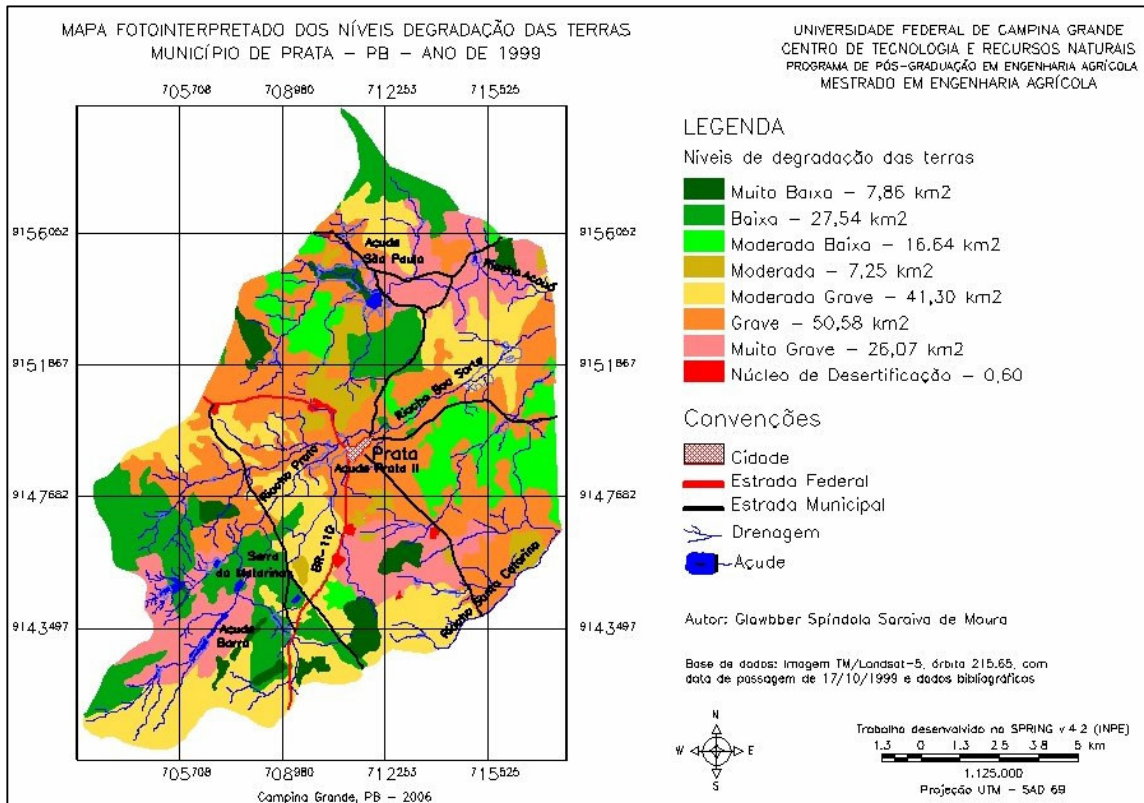 MAPA FOTOINTERPRETADO DOS NÍVEIS DEGRADAÇÃO DAS TERRAS
MUNICÍPIO DE PRATA – PB – ANO DE 1999
UNIVERSIDADE FEDERAL DE CAMPINA GRANDE
CENTRO DE TECNOLOGIA E RECURSOS NATURAIS
PROGRAMA DE PÓS-GRADUAÇÃO EM ENGENHARIA AGRÍCOLA
MESTRADO EM ENGENHARIA AGRÍCOLA
705708 708980 712253 715525
9156052
9151867
9147682
9143497
Açude
São Paulo
Riacho Acauã
Riacho Boa Sorte
Prata
Açude Prata II
Riacho Prata
BR-110
Serra
da Matarina
Riacho Santa Catarina
Açude
Barra
705708 708980 712253 715525
Campina Grande, PB – 2006
LEGENDA
Níveis de degradação das terras
Muito Baixa – 7,86 km2
Baixa – 27,54 km2
Moderada Baixa – 16.64 km2
Moderada – 7,25 km2
Moderada Grave – 41,30 km2
Grave – 50,58 km2
Muito Grave – 26,07 km2
Núcleo de Desertificação – 0,60
Convenções
Cidade
Estrada Federal
Estrada Municipal
Drenagem
Açude
Autor: Glawbber Spíndola Saraiva de Moura
Base de dados: Imagem TM/Landsat-5, órbita 215.65, com
data de passagem de 17/10/1999 e dados bibliográficos
N
W E
S
Trabalho desenvolvido no SPRING v 4.2 (INPE)
1.3 0 1.3 2.5 3.8 5 km
1.125.000
Projeção UTM – SAD 69